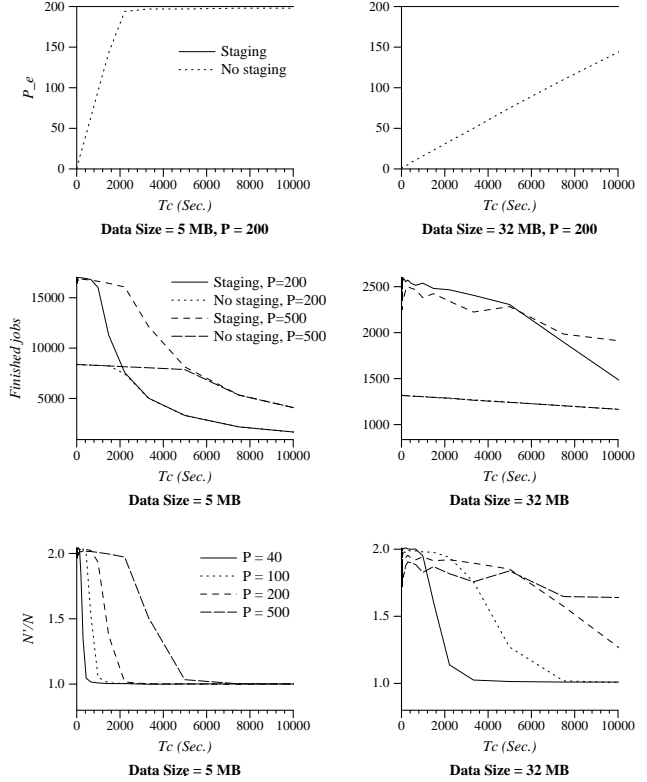 200
150
100
50
0
P_e
Staging
No staging
0 2000 4000 6000 8000 10000
Tc (Sec.)
Data Size = 5 MB, P = 200
200
150
100
50
0
0 2000 4000 6000 8000 10000
Tc (Sec.)
Data Size = 32 MB, P = 200
15000
10000
5000
Finished jobs
Staging, P=200
No staging, P=200
Staging, P=500
No staging, P=500
0 2000 4000 6000 8000 10000
Tc (Sec.)
Data Size = 5 MB
2500
2000
1500
1000
0 2000 4000 6000 8000 10000
Tc (Sec.)
Data Size = 32 MB
2.0
1.5
1.0
N'/N
P = 40
P = 100
P = 200
P = 500
0 2000 4000 6000 8000 10000
Tc (Sec.)
Data Size = 5 MB
2.0
1.5
1.0
0 2000 4000 6000 8000 10000
Tc (Sec.)
Data Size = 32 MB